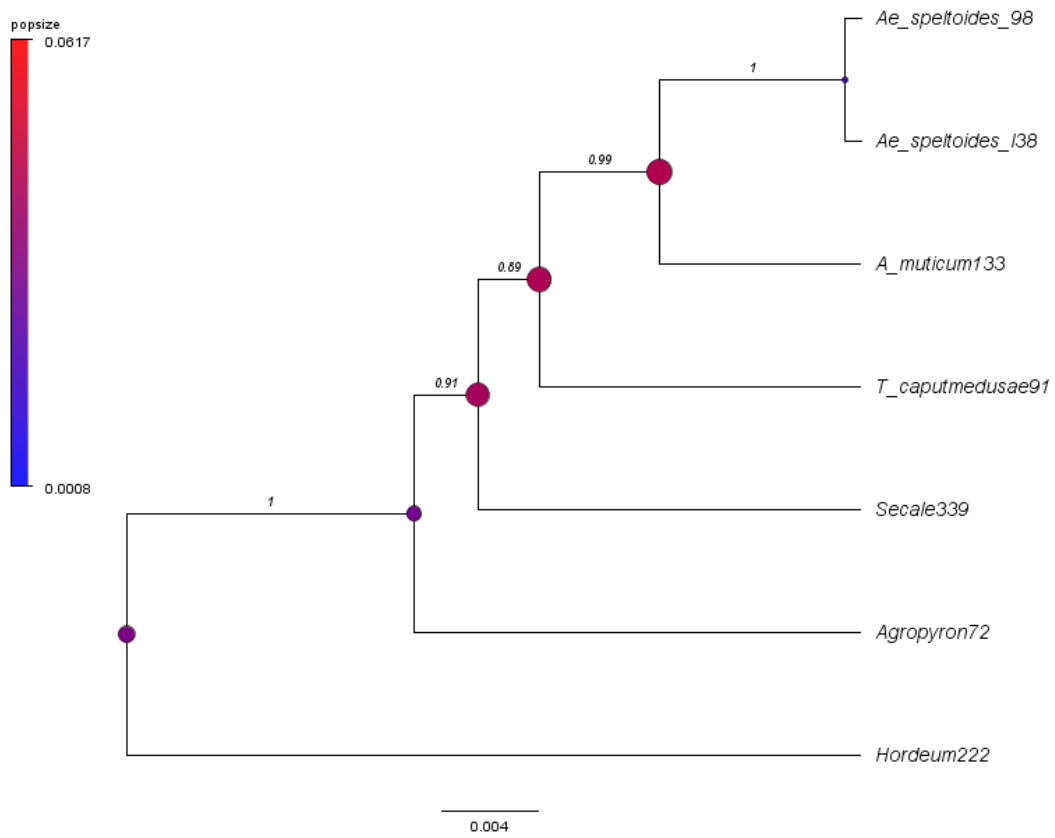 popsize
0.0617
0.0008
Ae_speltoides_98
1
Ae_speltoides_I38
0.99
A_muticum133
0.89
T_caputmedusae91
0.91
Secale339
1
Agropyron72
Hordeum222
0.004